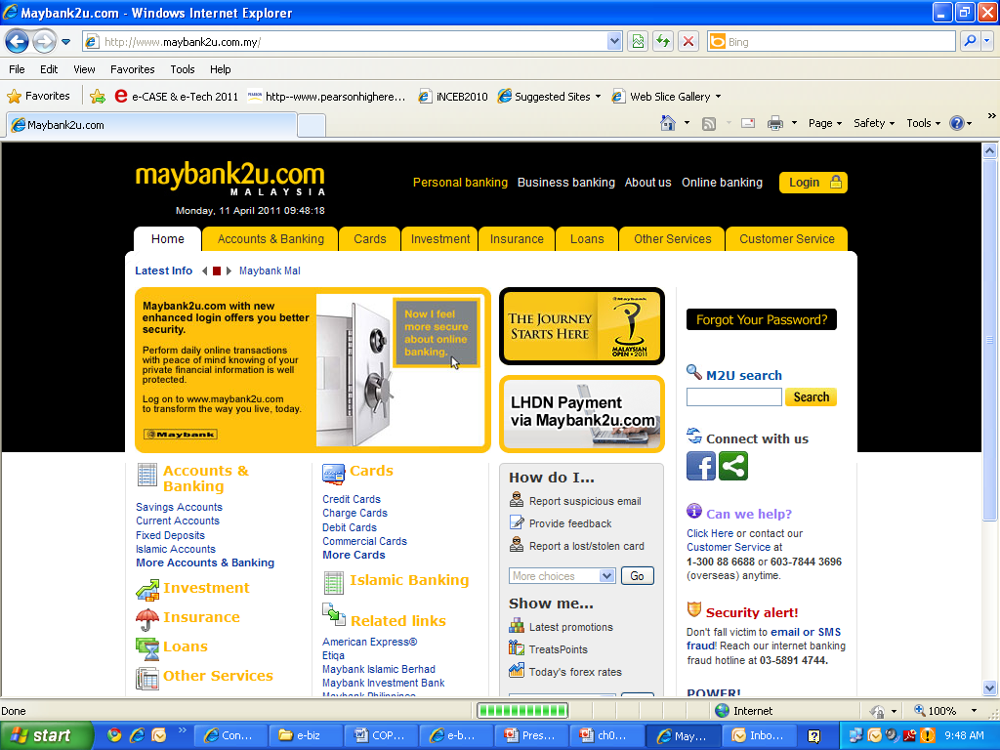 Maybank2u.com - Windows Internet Explorer
http://www.maybank2u.com.my/
Bing
File Edit View Favorites Tools Help
Favorites e-CASE & e-Tech 2011 http--www.pearsonhighere... iNCEB2010 Suggested Sites Web Slice Gallery
Maybank2u.com
Page Safety Tools
maybank2u.com
MALAYSIA
Monday, 11 April 2011 09:48:18
Personal banking Business banking About us Online banking Login
Home Accounts & Banking Cards Investment Insurance Loans Other Services Customer Service
Latest Info Maybank Mal
Maybank2u.com with new
enhanced login offers you better
security.
Perform daily online transactions
with peace of mind knowing of your
private financial information is well
protected.
Log on to www.maybank2u.com
to transform the way you live, today.
Maybank
Now I feel
more secure
about online
banking.
The Journey
Starts Here
Maybank
MALAYSIAN
OPEN 2011
LHDN Payment
via Maybank2u.com
Forgot Your Password?
M2U search
Search
Connect with us
Can we help?
Click Here or contact our
Customer Service at
1-300 88 6688 or 603-7844 3696
(overseas) anytime.
Security alert!
Don't fall victim to email or SMS
fraud! Reach our internet banking
fraud hotline at 03-5891 4744.
POWER!
Accounts &
Banking
Savings Accounts
Current Accounts
Fixed Deposits
Islamic Accounts
More Accounts & Banking
Investment
Insurance
Loans
Other Services
Cards
Credit Cards
Charge Cards
Debit Cards
Commercial Cards
More Cards
Islamic Banking
Related links
American Express®
Etiqa
Maybank Islamic Berhad
Maybank Investment Bank
Maybank Philippines
How do I...
Report suspicious email
Provide feedback
Report a lost/stolen card
More choices Go
Show me...
Latest promotions
TreatsPoints
Today's forex rates
Done Internet 100%
start Con... e-biz COP... e-b... Pres... ch0... May... Inbo... 9:48 AM